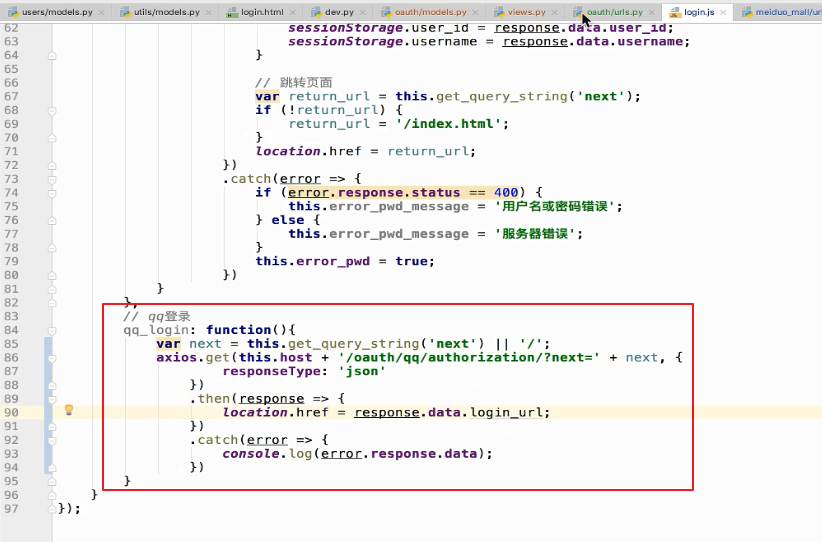 users/models.py × utils/models.py × login.html × dev.py × oauth/models.py × views.py × oauth/urls.py × login.js × meiduo_mall/url
62 sessionStorage.user_id = response.data.user_id;
63 sessionStorage.username = response.data.username;
64 }
65
66 // 跳转页面
67 var return_url = this.get_query_string('next');
68 if (!return_url) {
69 return_url = '/index.html';
70 }
71 location.href = return_url;
72 })
73 .catch(error => {
74 if (error.response.status == 400) {
75 this.error_pwd_message = '用户名或密码错误';
76 } else {
77 this.error_pwd_message = '服务器错误';
78 }
79 this.error_pwd = true;
80 })
81 }
82 },
83 // qq登录
84 qq_login: function(){
85 var next = this.get_query_string('next') || '/';
86 axios.get(this.host + '/oauth/qq/authorization/?next=' + next, {
87 responseType: 'json'
88 })
89 .then(response => {
90 location.href = response.data.login_url;
91 })
92 .catch(error => {
93 console.log(error.response.data);
94 })
95 }
96 }
97 });